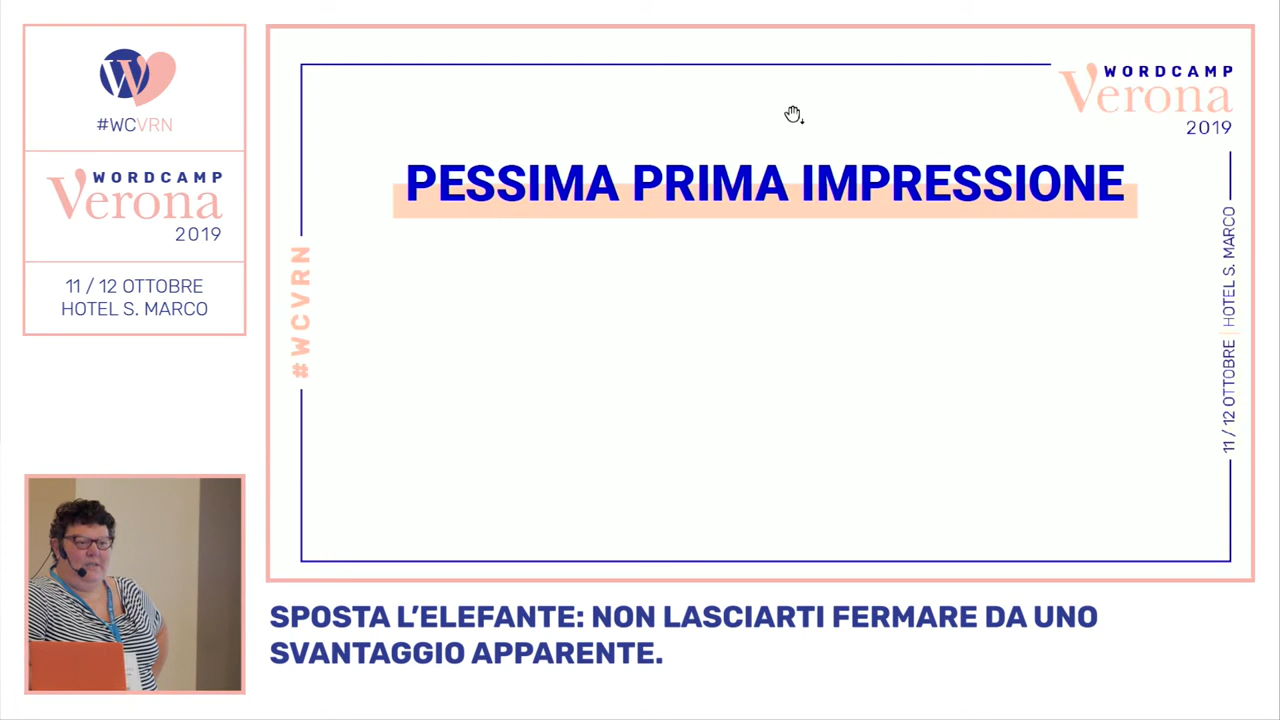 #WCVRN
WORDCAMP
Verona
2019
11 / 12 OTTOBRE
HOTEL S. MARCO
WORDCAMP
Verona
2019
PESSIMA PRIMA IMPRESSIONE
#WCVRN
11 / 12 OTTOBRE | HOTEL S. MARCO
SPOSTA L'ELEFANTE: NON LASCIARTI FERMARE DA UNO
SVANTAGGIO APPARENTE.